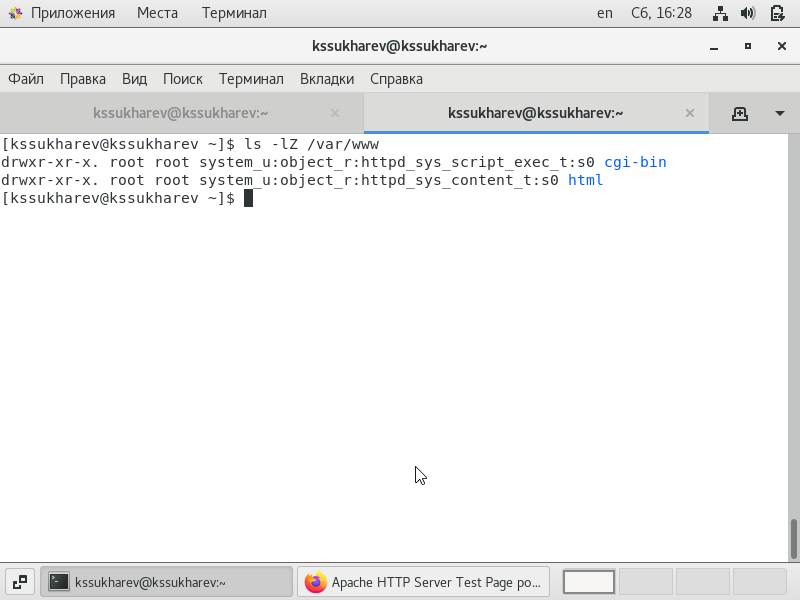 Приложения Места Терминал en Сб, 16:28
kssukharev@kssukharev:~
Файл Правка Вид Поиск Терминал Вкладки Справка
kssukharev@kssukharev:~ × kssukharev@kssukharev:~ ×
[kssukharev@kssukharev ~]$ ls -lZ /var/www
drwxr-xr-x. root root system_u:object_r:httpd_sys_script_exec_t:s0 cgi-bin
drwxr-xr-x. root root system_u:object_r:httpd_sys_content_t:s0 html
[kssukharev@kssukharev ~]$
kssukharev@kssukharev:~ Apache HTTP Server Test Page po...